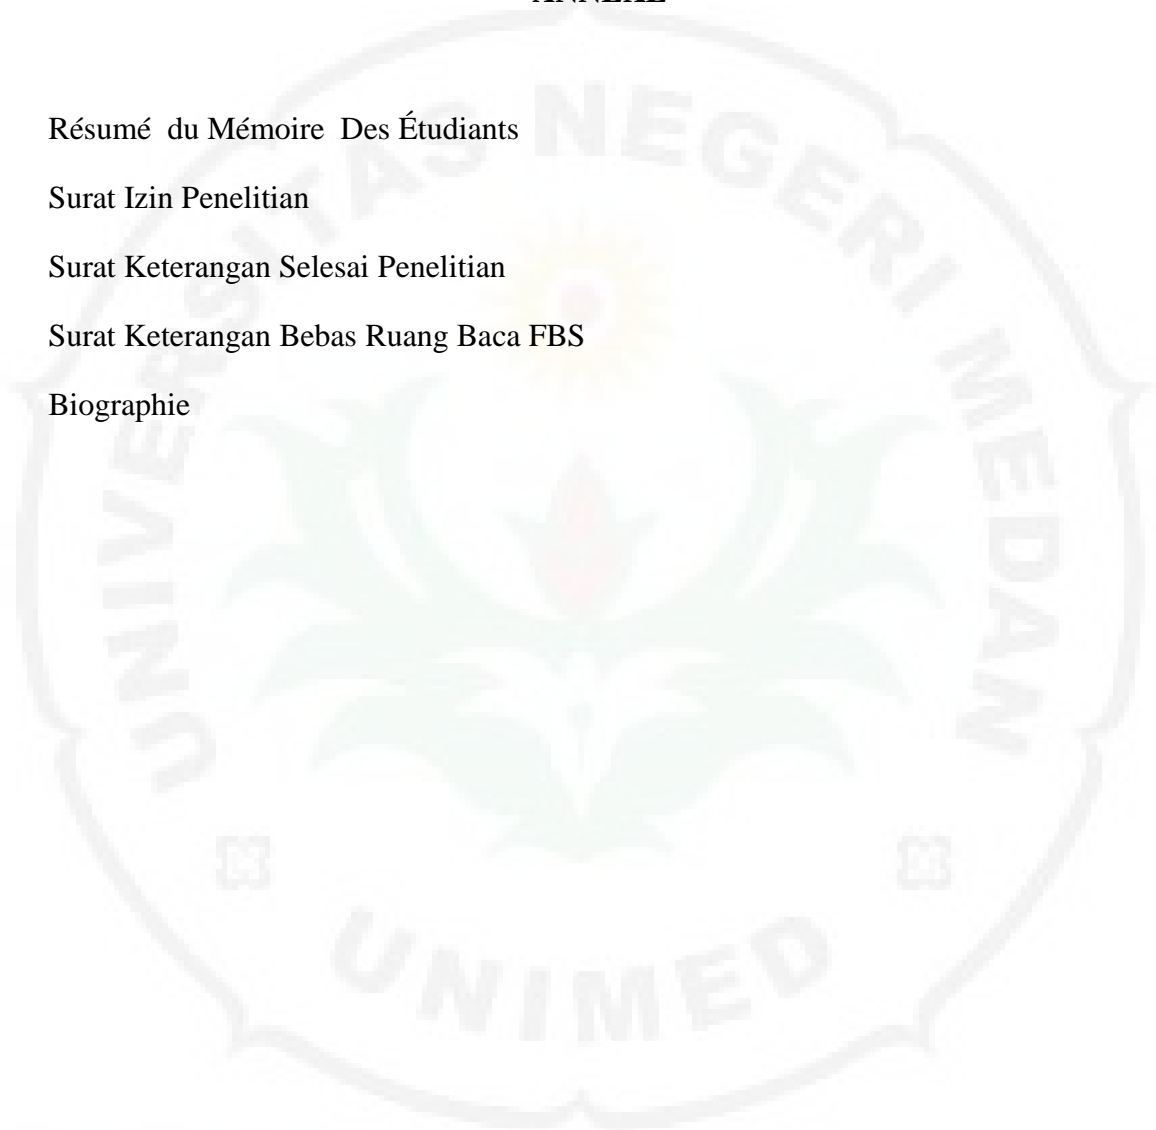 ANNEXE
Résumé du Mémoire Des Étudiants
Surat Izin Penelitian
Surat Keterangan Selesai Penelitian
Surat Keterangan Bebas Ruang Baca FBS
Biographie
UNIVERSITAS NEGERI MEDAN
UNIMED